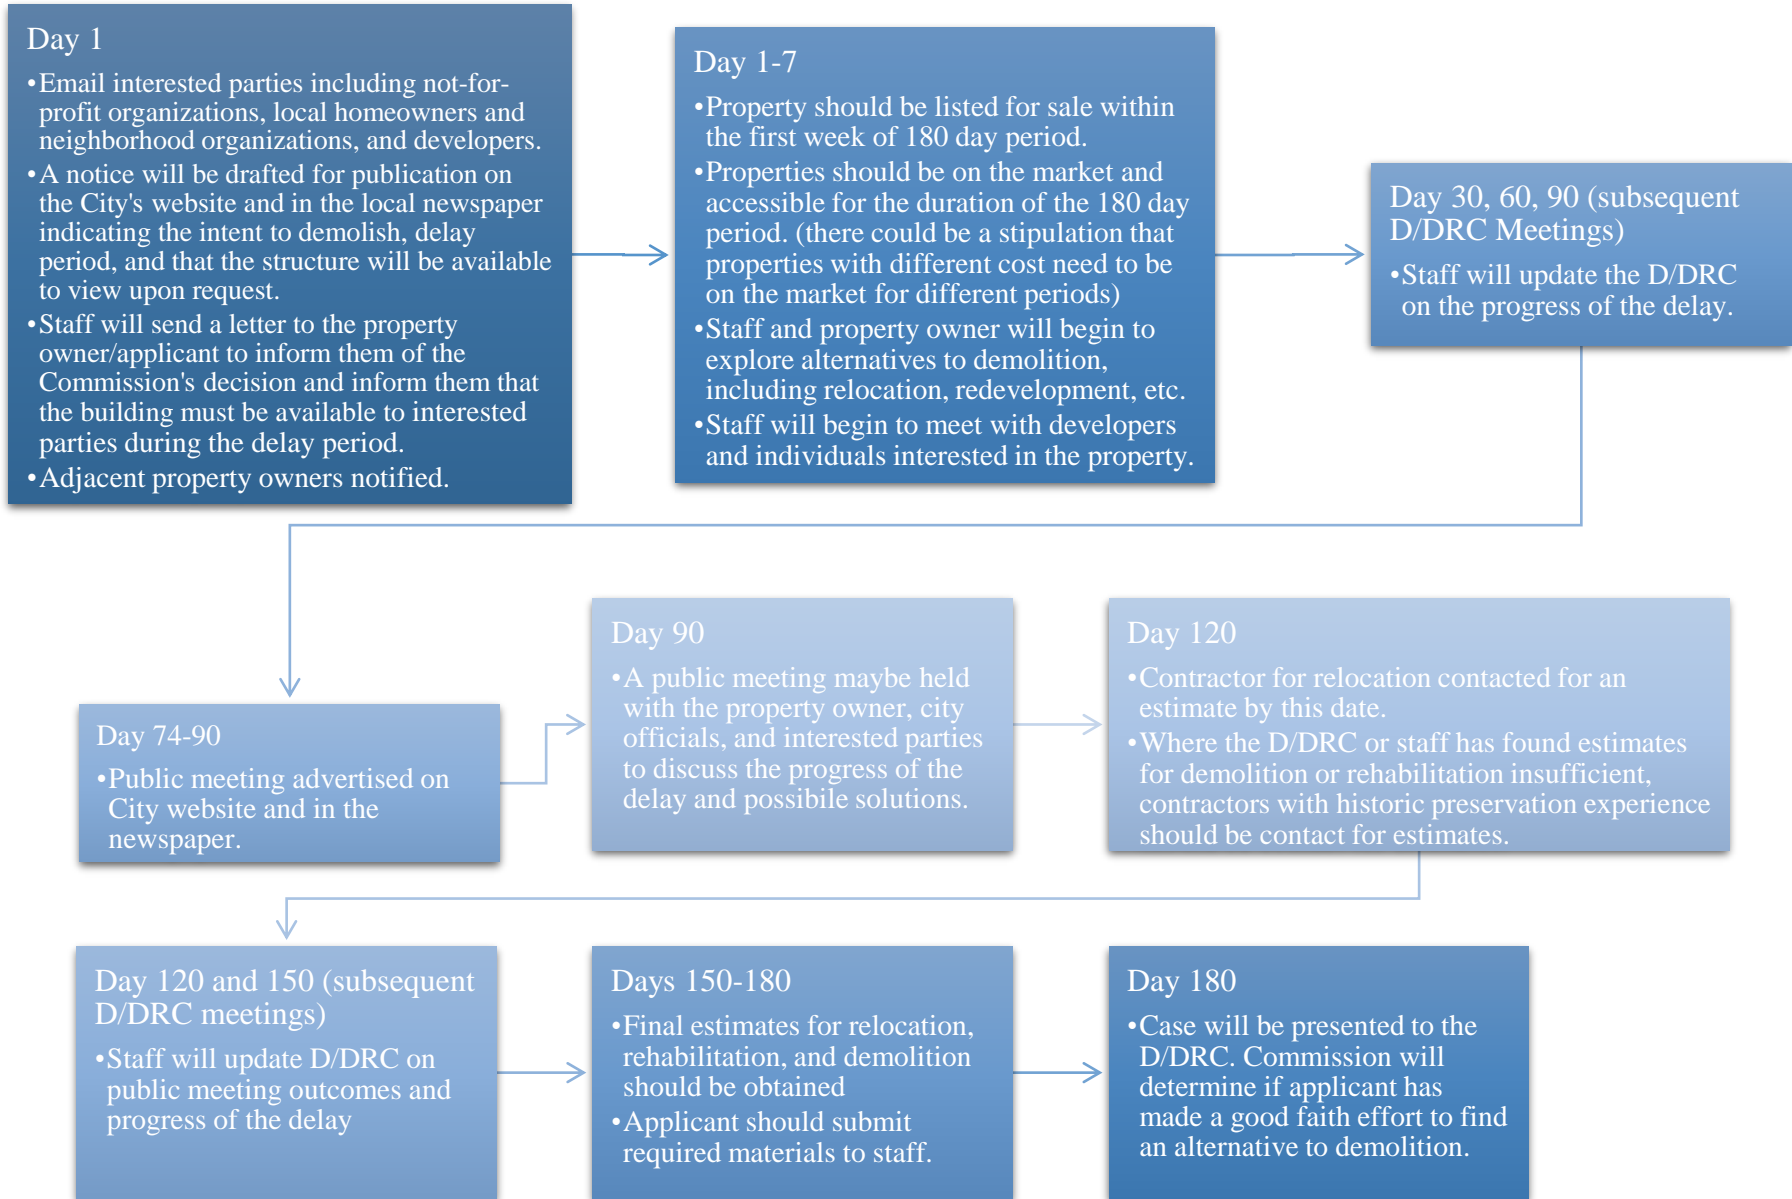 Day 1
•Email interested parties including not-for-
profit organizations, local homeowners and
neighborhood organizations, and developers.
•A notice will be drafted for publication on
the City's website and in the local newspaper
indicating the intent to demolish, delay
period, and that the structure will be available
to view upon request.
•Staff will send a letter to the property
owner/applicant to inform them of the
Commission's decision and inform them that
the building must be available to interested
parties during the delay period.
•Adjacent property owners notified.
Day 1-7
•Property should be listed for sale within
the first week of 180 day period.
•Properties should be on the market and
accessible for the duration of the 180 day
period. (there could be a stipulation that
properties with different cost need to be
on the market for different periods)
•Staff and property owner will begin to
explore alternatives to demolition,
including relocation, redevelopment, etc.
•Staff will begin to meet with developers
and individuals interested in the property.
Day 30, 60, 90 (subsequent
D/DRC Meetings)
•Staff will update the D/DRC
on the progress of the delay.
Day 74-90
•Public meeting advertised on
City website and in the
newspaper.
Day 90
•A public meeting maybe held
with the property owner, city
officials, and interested parties
to discuss the progress of the
delay and possibile solutions.
Day 120
•Contractor for relocation contacted for an
estimate by this date.
•Where the D/DRC or staff has found estimates
for demolition or rehabilitation insufficient,
contractors with historic preservation experience
should be contact for estimates.
Day 120 and 150 (subsequent
D/DRC meetings)
•Staff will update D/DRC on
public meeting outcomes and
progress of the delay
Days 150-180
•Final estimates for relocation,
rehabilitation, and demolition
should be obtained
•Applicant should submit
required materials to staff.
Day 180
•Case will be presented to the
D/DRC. Commission will
determine if applicant has
made a good faith effort to find
an alternative to demolition.